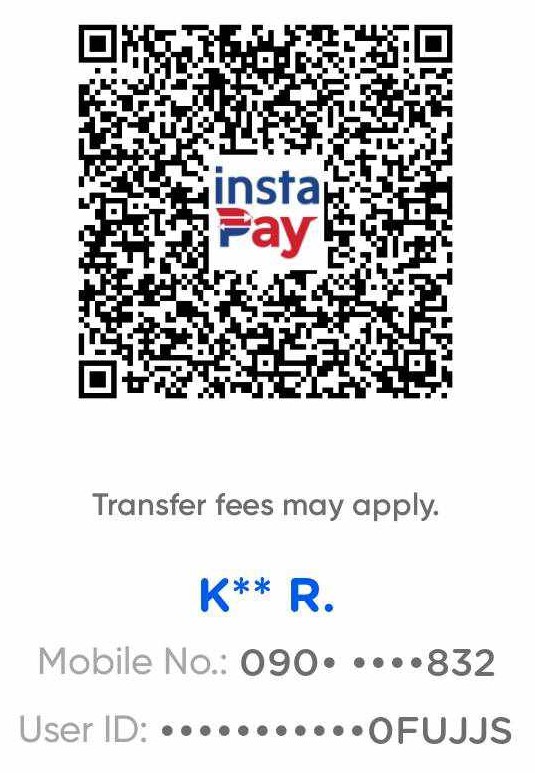 insta
Pay
Transfer fees may apply.
K** R.
Mobile No.: 090• ••••832
User ID: ••••••••••••0FUJJS